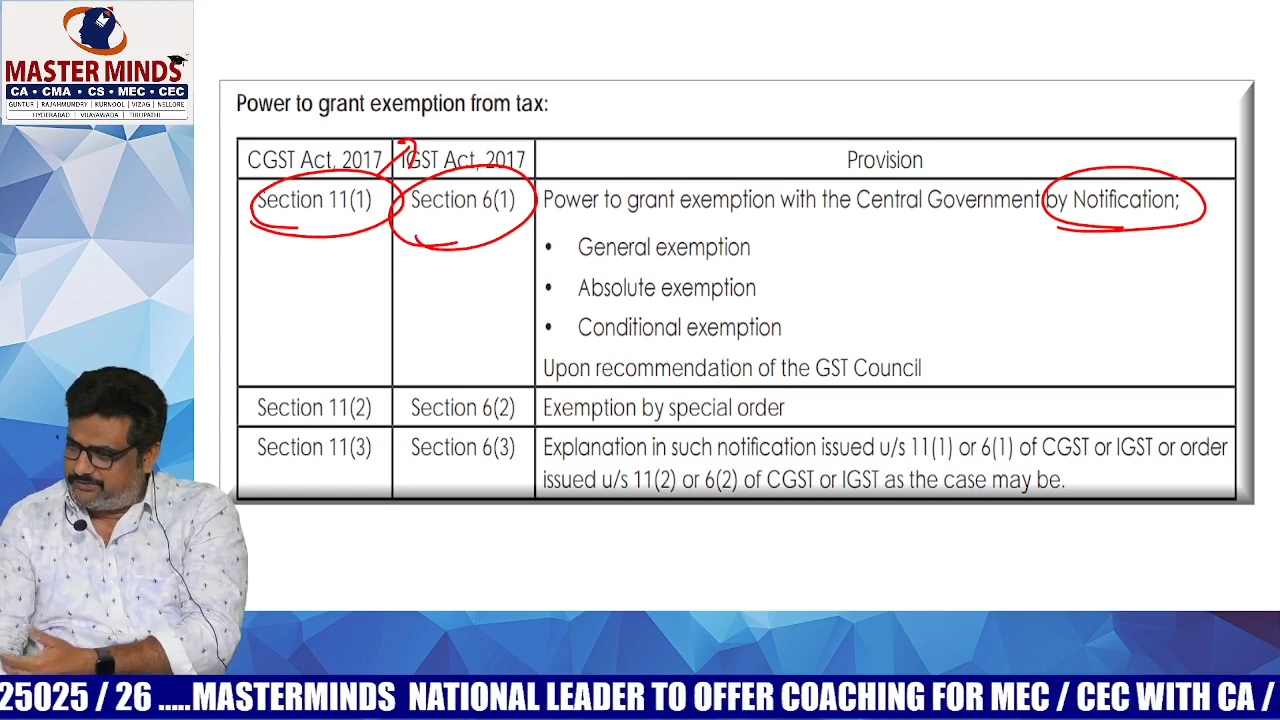 MASTER MINDS
CA • CMA • CS • MEC • CEC
GUNTUR | RAJAHMUNDRY | KURNOOL | VIZAG | NELLORE
HYDERABAD | VIJAYAWADA | TIRUPATHI
Power to grant exemption from tax:
CGST Act, 2017 IGST Act, 2017 Provision
Section 11(1) Section 6(1) Power to grant exemption with the Central Government by Notification;
• General exemption
• Absolute exemption
• Conditional exemption
Upon recommendation of the GST Council
Section 11(2) Section 6(2) Exemption by special order
Section 11(3) Section 6(3) Explanation in such notification issued u/s 11(1) or 6(1) of CGST or IGST or order
issued u/s 11(2) or 6(2) of CGST or IGST as the case may be.
25025 / 26 .....MASTERMINDS NATIONAL LEADER TO OFFER COACHING FOR MEC / CEC WITH CA /